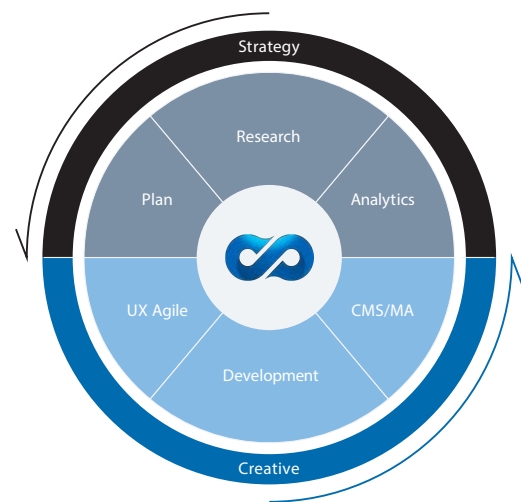 Strategy
Research
Plan
Analytics
UX Agile
CMS/MA
Development
Creative